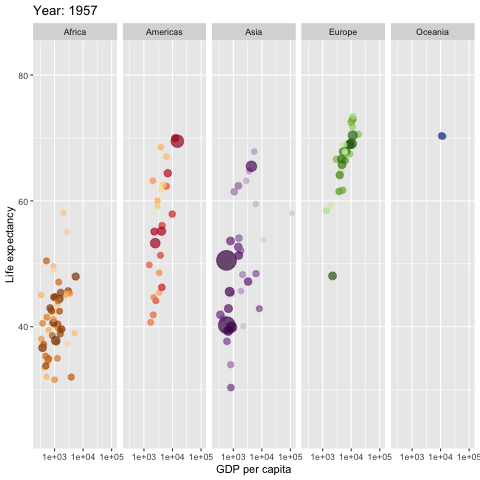 Year: 1957
Africa Americas Asia Europe Oceania
80
60
40
1e+03 1e+04 1e+05 1e+03 1e+04 1e+05 1e+03 1e+04 1e+05 1e+03 1e+04 1e+05 1e+03 1e+04 1e+05
GDP per capita
Life expectancy